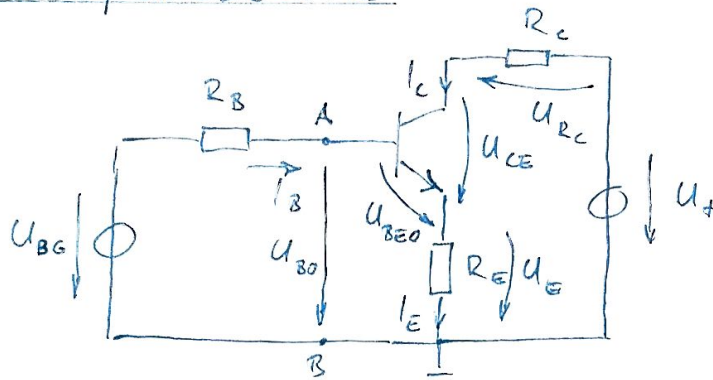 R_C
I_C
U_RC
R_B
A
U_CE
I_B
U_BEO
U_+
U_BG
U_BO
R_E
U_E
I_E
B